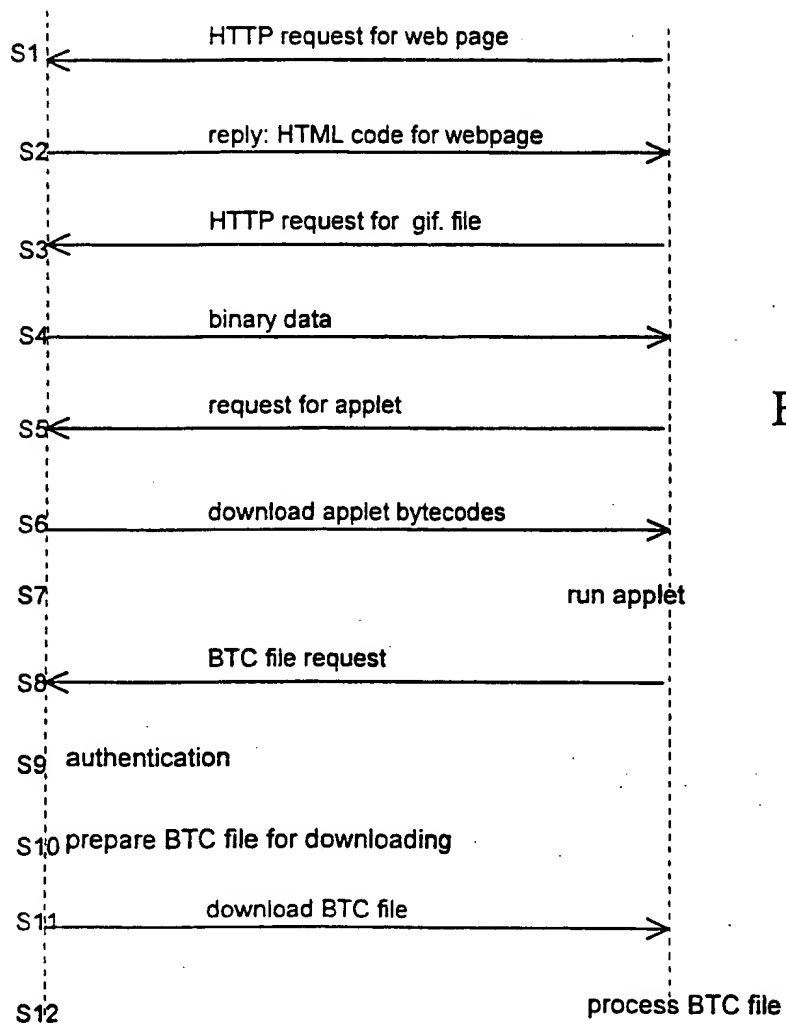 HTTP request for web page
S1
reply: HTML code for webpage
S2
HTTP request for gif. file
S3
binary data
S4
request for applet
S5
download applet bytecodes
S6
S7 run applet
BTC file request
S8
S9 authentication
S10 prepare BTC file for downloading
download BTC file
S11
S12 process BTC file